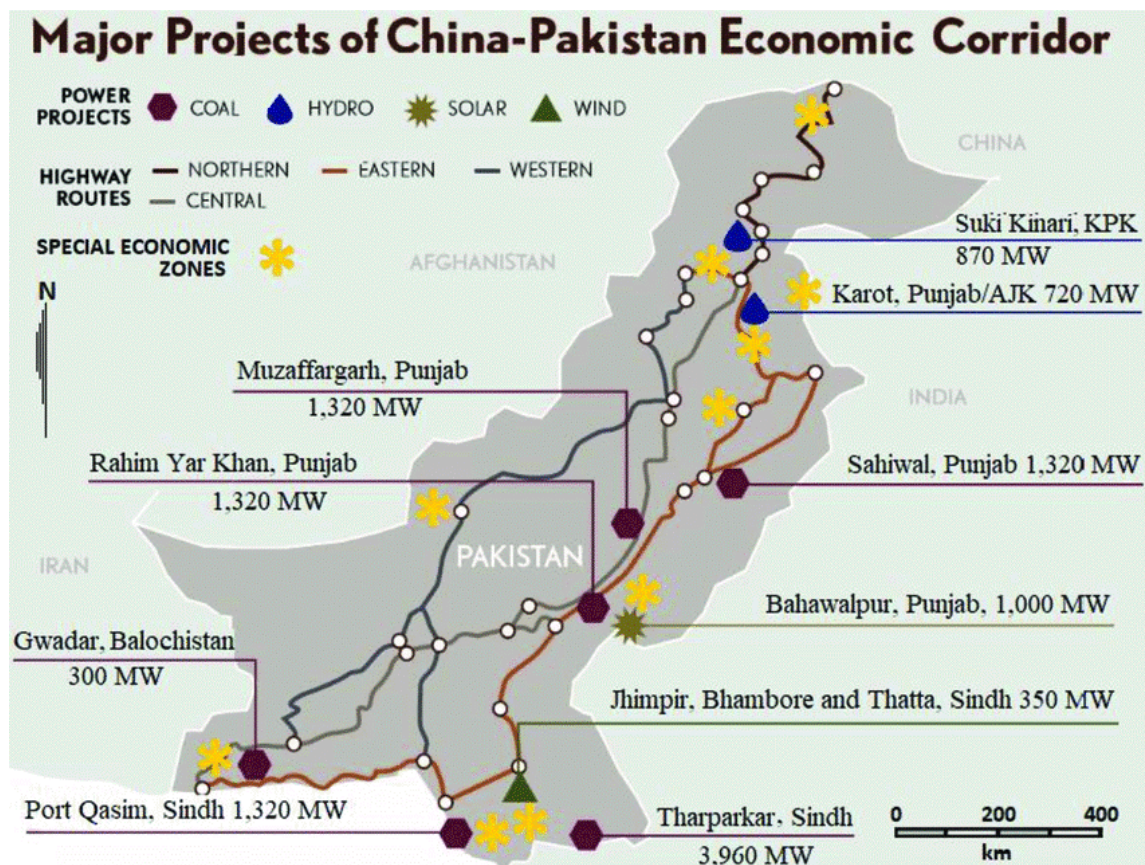 Major Projects of China-Pakistan Economic Corridor
POWER PROJECTS
COAL
HYDRO
SOLAR
WIND
HIGHWAY ROUTES
NORTHERN
EASTERN
WESTERN
CENTRAL
SPECIAL ECONOMIC ZONES
N
CHINA
AFGHANISTAN
Suki Kinari, KPK
870 MW
Karot, Punjab/AJK 720 MW
Muzaffargarh, Punjab
1,320 MW
INDIA
Rahim Yar Khan, Punjab
1,320 MW
Sahiwal, Punjab 1,320 MW
PAKISTAN
IRAN
Bahawalpur, Punjab, 1,000 MW
Gwadar, Balochistan
300 MW
Jhimpir, Bhambore and Thatta, Sindh 350 MW
Port Qasim, Sindh 1,320 MW
Tharparkar, Sindh
3,960 MW
0 200 400
km